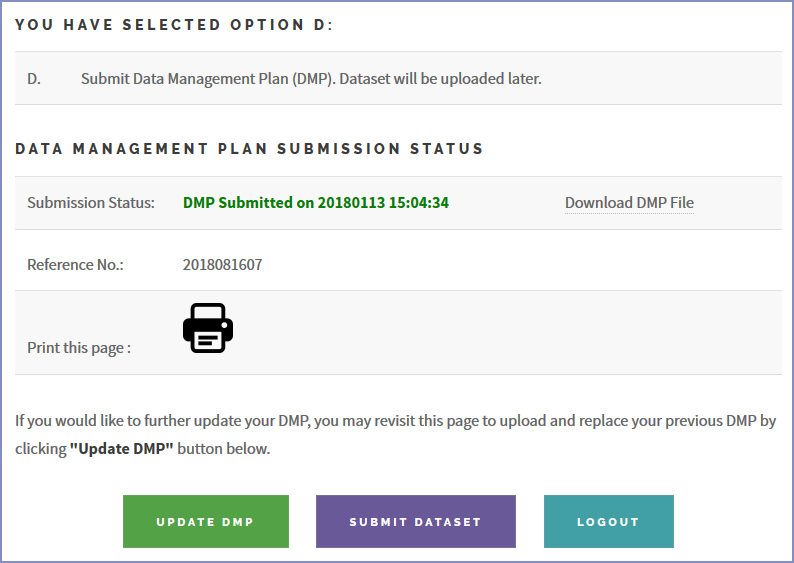 YOU HAVE SELECTED OPTION D:
D. Submit Data Management Plan (DMP). Dataset will be uploaded later.
DATA MANAGEMENT PLAN SUBMISSION STATUS
Submission Status: DMP Submitted on 20180113 15:04:34 Download DMP File
Reference No.: 2018081607
Print this page :
If you would like to further update your DMP, you may revisit this page to upload and replace your previous DMP by
clicking "Update DMP" button below.
UPDATE DMP SUBMIT DATASET LOGOUT